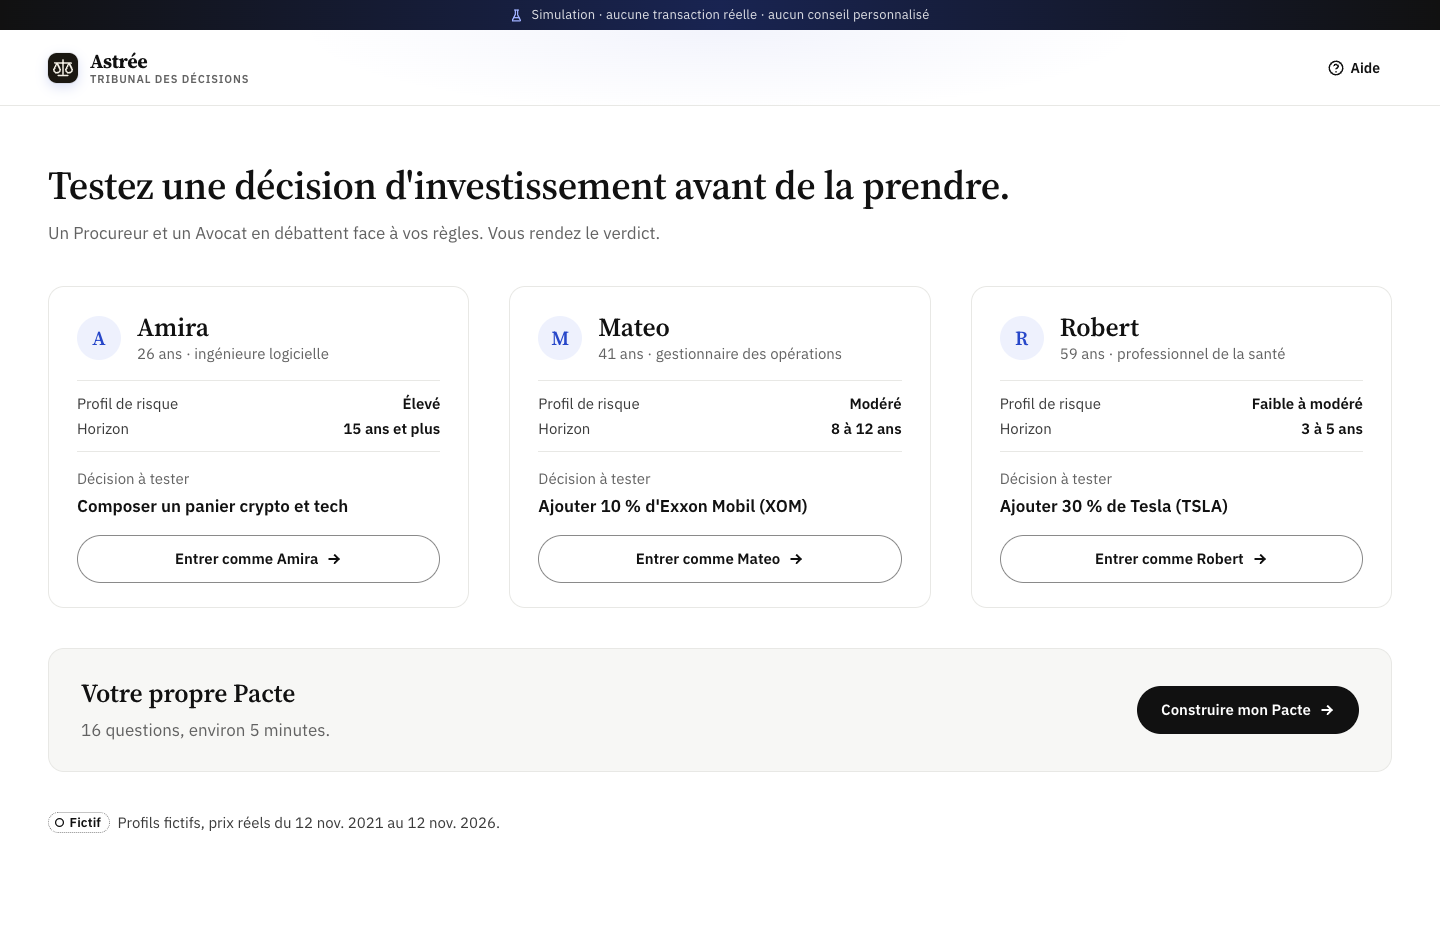 Simulation · aucune transaction réelle · aucun conseil personnalisé
Astrée
TRIBUNAL DES DÉCISIONS
Aide
Testez une décision d'investissement avant de la prendre.
Un Procureur et un Avocat en débattent face à vos règles. Vous rendez le verdict.
A
Amira
26 ans · ingénieure logicielle
Profil de risque Élevé
Horizon 15 ans et plus
Décision à tester
Composer un panier crypto et tech
Entrer comme Amira →
M
Mateo
41 ans · gestionnaire des opérations
Profil de risque Modéré
Horizon 8 à 12 ans
Décision à tester
Ajouter 10 % d'Exxon Mobil (XOM)
Entrer comme Mateo →
R
Robert
59 ans · professionnel de la santé
Profil de risque Faible à modéré
Horizon 3 à 5 ans
Décision à tester
Ajouter 30 % de Tesla (TSLA)
Entrer comme Robert →
Votre propre Pacte
16 questions, environ 5 minutes.
Construire mon Pacte →
Fictif Profils fictifs, prix réels du 12 nov. 2021 au 12 nov. 2026.